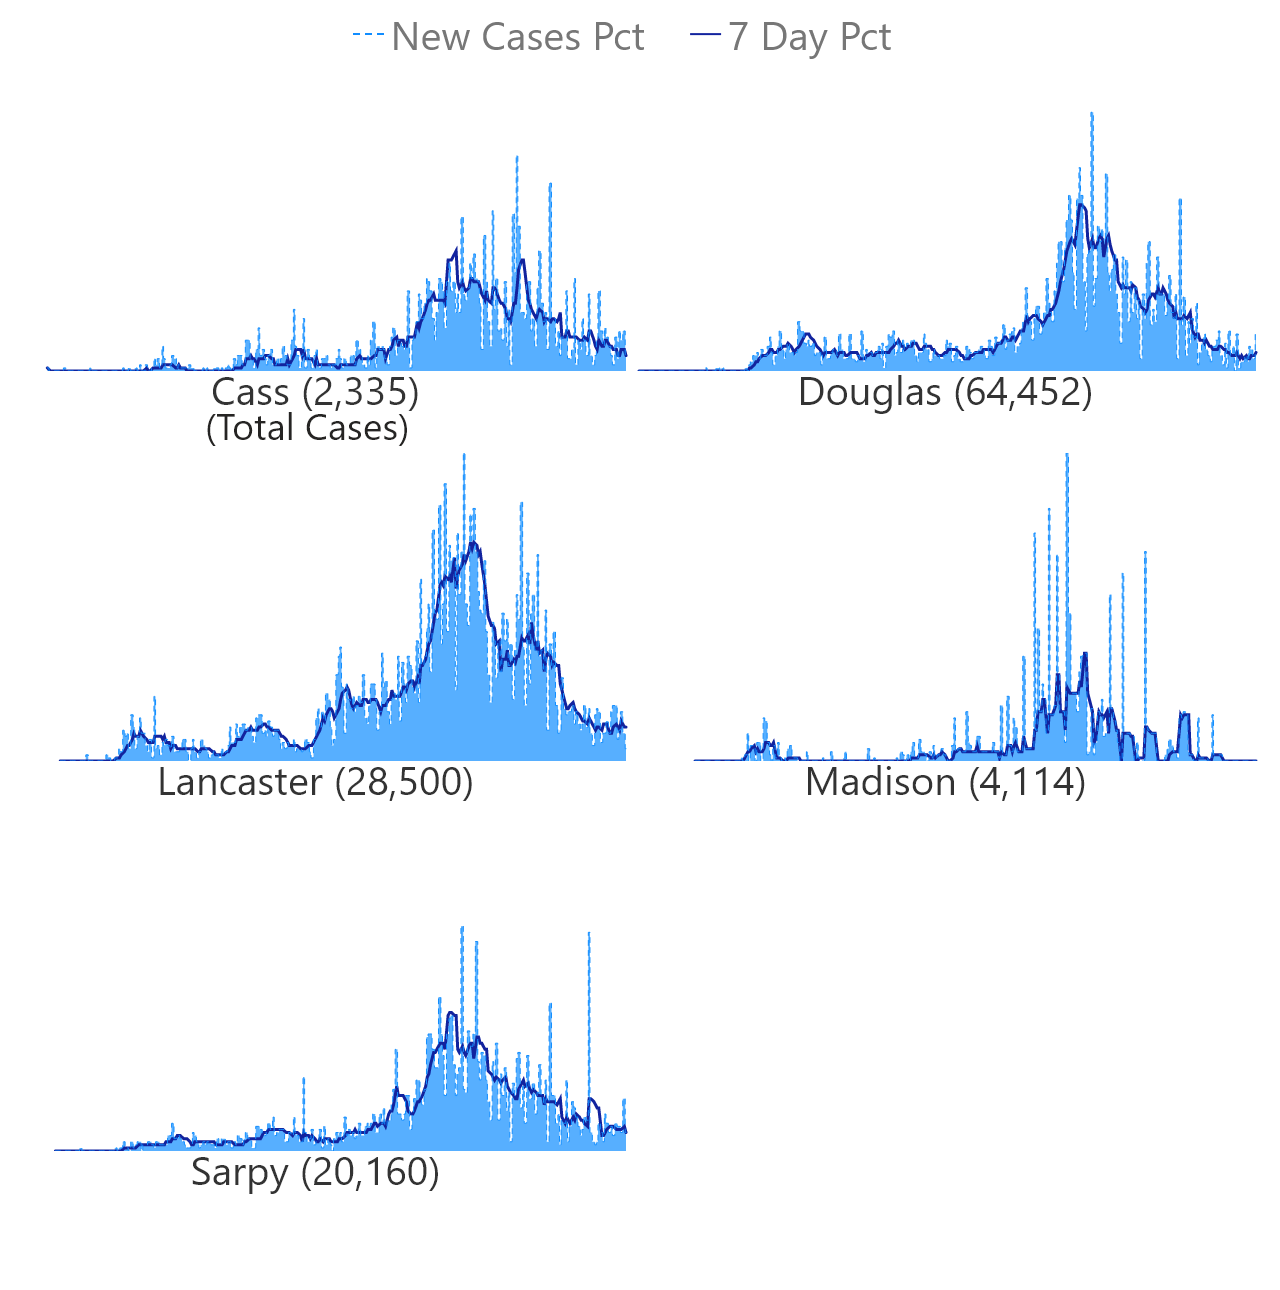 New Cases Pct 7 Day Pct
Cass (2,335)
(Total Cases)
Douglas (64,452)
Lancaster (28,500)
Madison (4,114)
Sarpy (20,160)